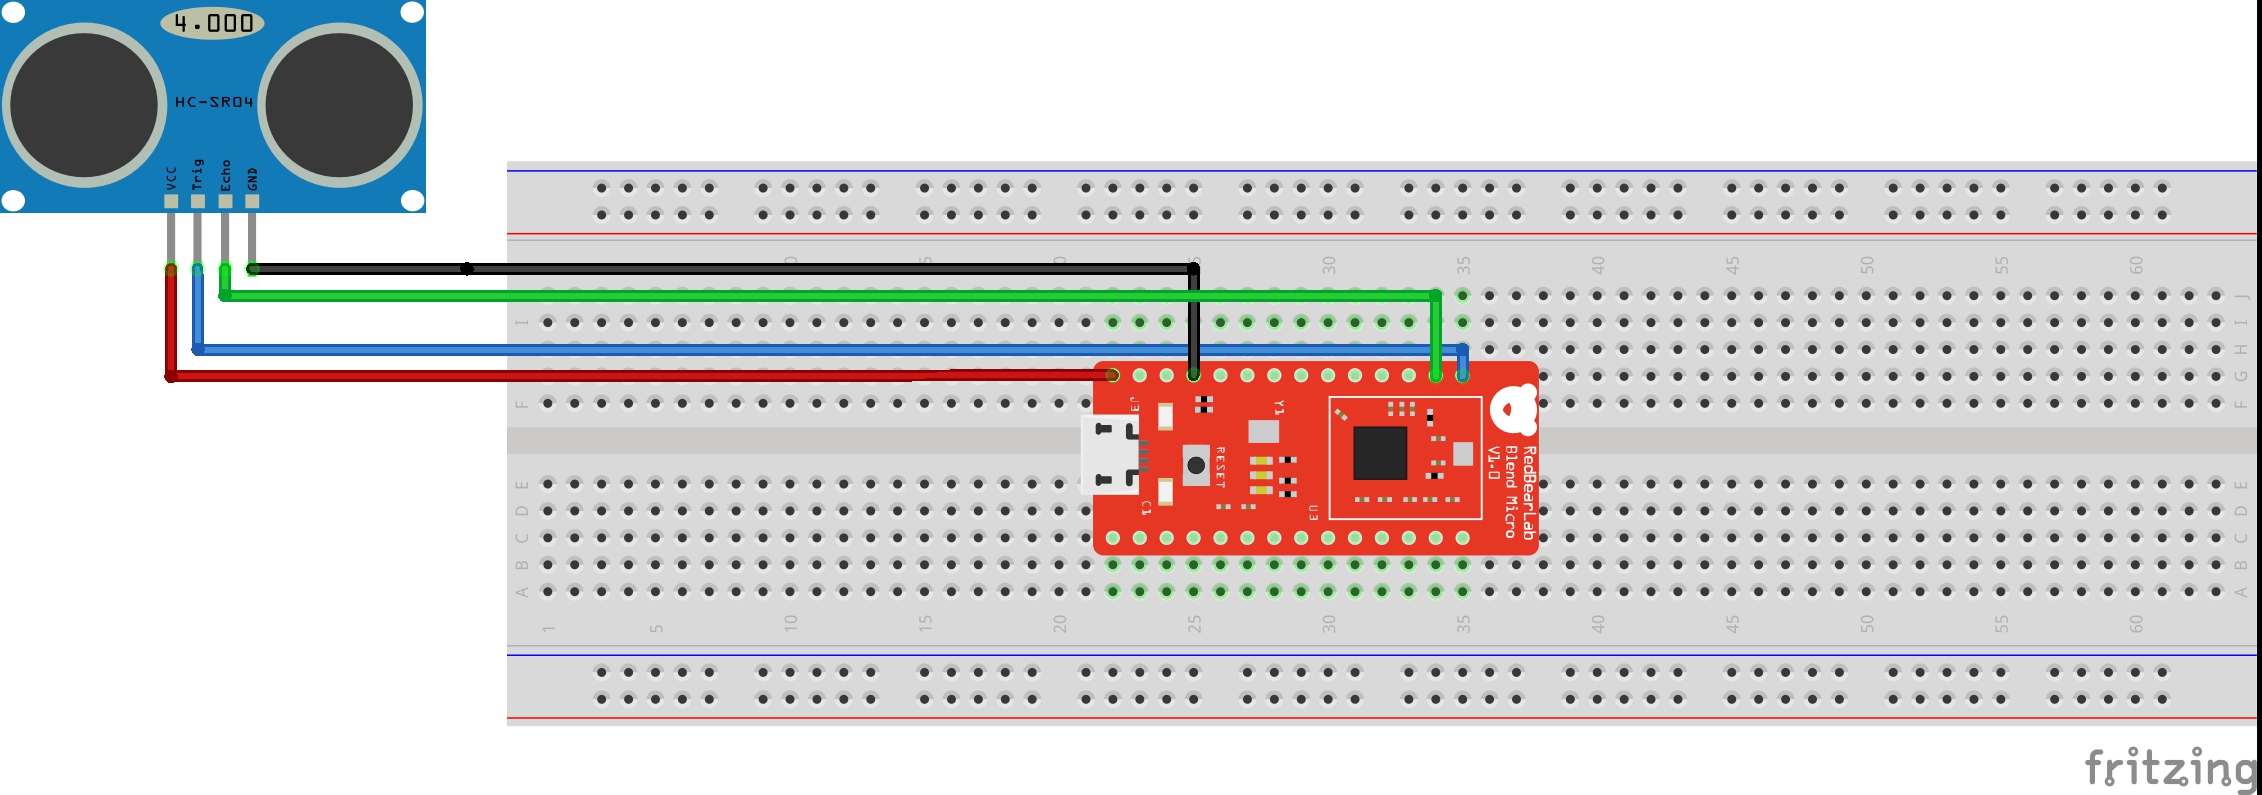 4.000
HC-SR04
VCC
Trig
Echo
GND
30
35
40
45
50
55
60
J
I
I
H
G
F
F
J3
Y1
RESET
C1
U3
RedBearLab
Blend Micro
V1.0
E
E
D
D
C
C
B
B
A
A
1
5
10
15
20
25
30
35
40
45
50
55
60
fritzing